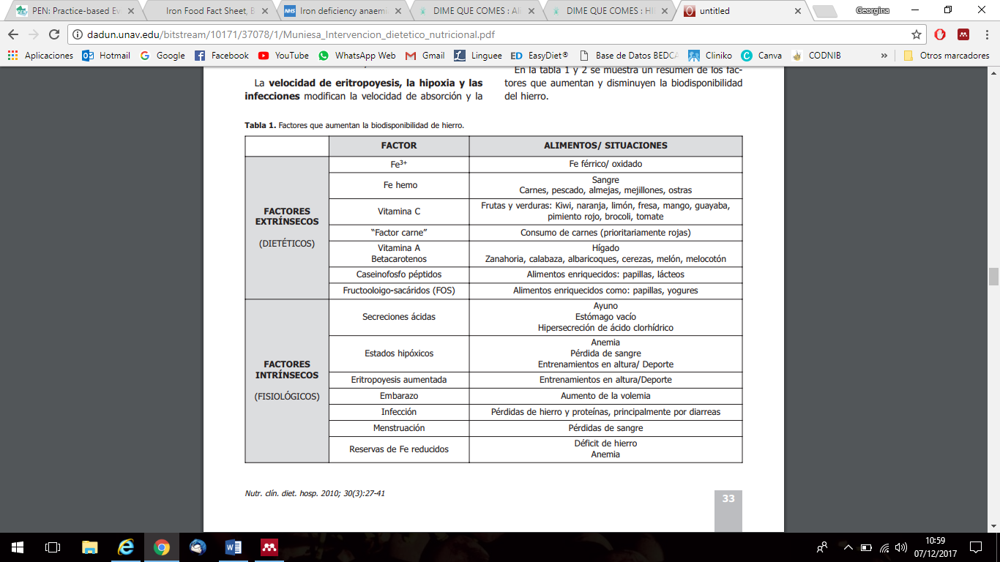 PEN: Practice-based Ev
Iron Food Fact Sheet, B
Iron deficiency anaemi
DIME QUE COMES : Al
DIME QUE COMES : HI
untitled
Georgina
dadun.unav.edu/bitstream/10171/37078/1/Muniesa_Intervencion_dietetico_nutricional.pdf
Aplicaciones
Hotmail
Google
Facebook
YouTube
WhatsApp Web
Gmail
Linguee
EasyDiet®
Base de Datos BEDCA
Cliniko
Canva
CODNIB
»
Otros marcadores
La velocidad de eritropoyesis, la hipoxia y las
infecciones modifican la velocidad de absorción y la
En la tabla 1 y 2 se muestra un resumen de los fac-
tores que aumentan y disminuyen la biodisponibilidad
del hierro.
Tabla 1. Factores que aumentan la biodisponibilidad de hierro.
FACTOR
ALIMENTOS/ SITUACIONES
FACTORES
EXTRÍNSECOS
(DIETÉTICOS)
Fe3+
Fe férrico/ oxidado
Fe hemo
Sangre
Carnes, pescado, almejas, mejillones, ostras
Vitamina C
Frutas y verduras: Kiwi, naranja, limón, fresa, mango, guayaba,
pimiento rojo, brocoli, tomate
“Factor carne”
Consumo de carnes (prioritariamente rojas)
Vitamina A
Betacarotenos
Hígado
Zanahoria, calabaza, albaricoques, cerezas, melón, melocotón
Caseinofosfo péptidos
Alimentos enriquecidos: papillas, lácteos
Fructooloigo-sacáridos (FOS)
Alimentos enriquecidos como: papillas, yogures
FACTORES
INTRÍNSECOS
(FISIOLÓGICOS)
Secreciones ácidas
Ayuno
Estómago vacío
Hipersecreción de ácido clorhídrico
Estados hipóxicos
Anemia
Pérdida de sangre
Entrenamientos en altura/ Deporte
Eritropoyesis aumentada
Entrenamientos en altura/Deporte
Embarazo
Aumento de la volemia
Infección
Pérdidas de hierro y proteínas, principalmente por diarreas
Menstruación
Pérdidas de sangre
Reservas de Fe reducidos
Déficit de hierro
Anemia
Nutr. clín. diet. hosp. 2010; 30(3):27-41
33
10:59
07/12/2017